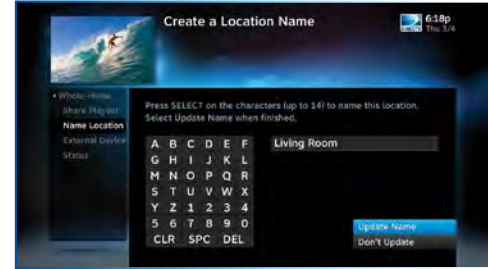 Create a Location Name
6:18p
Thu 3/4
Whole-Home
Share Playlist
Name Location
External Device
Status
Press SELECT on the characters (up to 14) to name this location.
Select Update Name when finished.
Living Room
A B C D E F
G H I J K L
M N O P Q R
S T U V W X
Y Z 1 2 3 4
5 6 7 8 9 0
CLR SPC DEL
Update Name
Don't Update